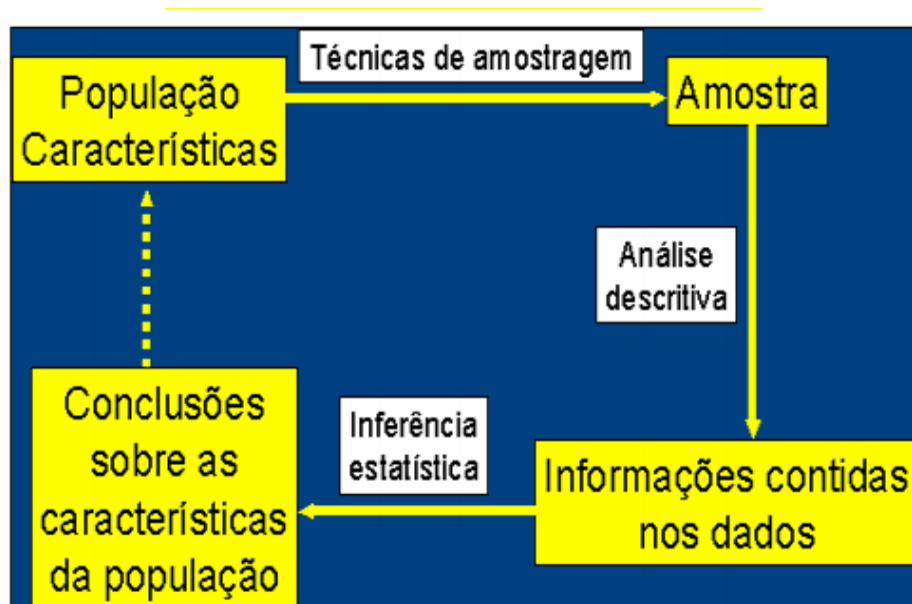 População
Características
Técnicas de amostragem
Amostra
Análise
descritiva
Informações contidas
nos dados
Inferência
estatística
Conclusões
sobre as
características
da população